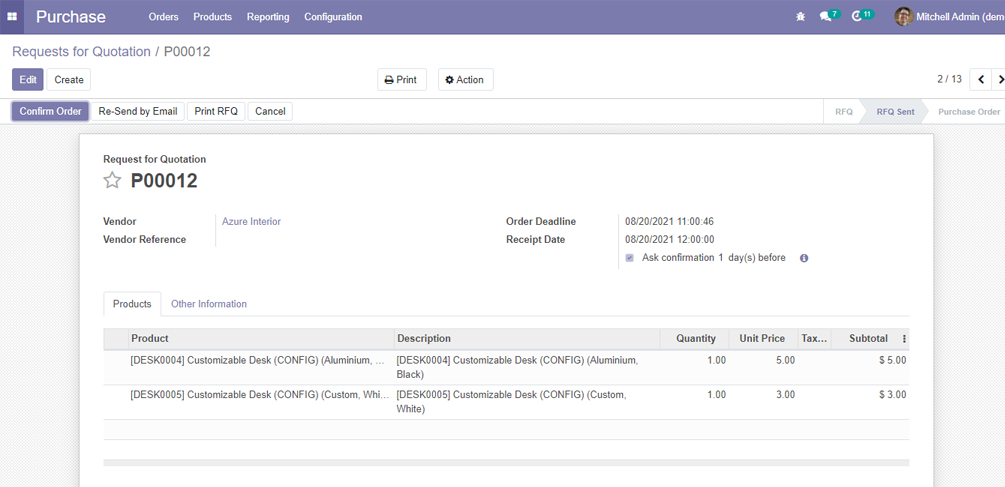 Purchase Orders Products Reporting Configuration 7 11 Mitchell Admin (dem
Requests for Quotation / P00012
Edit Create Print Action 2 / 13
Confirm Order Re-Send by Email Print RFQ Cancel RFQ RFQ Sent Purchase Order
Request for Quotation
P00012
Vendor Azure Interior Order Deadline 08/20/2021 11:00:46
Vendor Reference Receipt Date 08/20/2021 12:00:00
Ask confirmation 1 day(s) before
Products Other Information
Product Description Quantity Unit Price Tax... Subtotal
[DESK0004] Customizable Desk (CONFIG) (Aluminium, ... [DESK0004] Customizable Desk (CONFIG) (Aluminium, 1.00 5.00 $ 5.00
Black)
[DESK0005] Customizable Desk (CONFIG) (Custom, Whi... [DESK0005] Customizable Desk (CONFIG) (Custom, 1.00 3.00 $ 3.00
White)